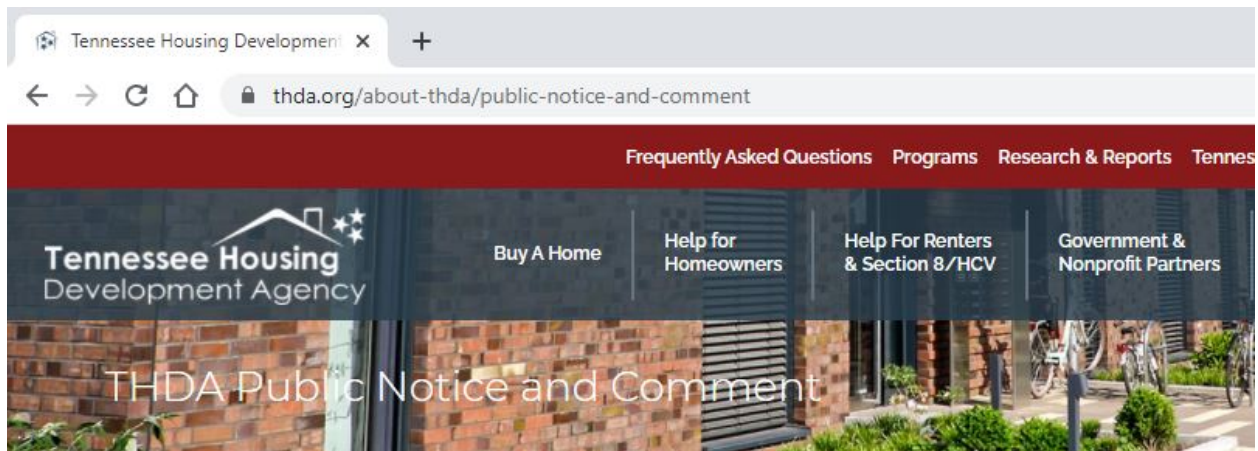 Tennessee Housing Development
thda.org/about-thda/public-notice-and-comment
Frequently Asked Questions Programs Research & Reports Tennes
Tennessee Housing
Development Agency
Buy A Home
Help for
Homeowners
Help For Renters
& Section 8/HCV
Government &
Nonprofit Partners
THDA Public Notice and Comment